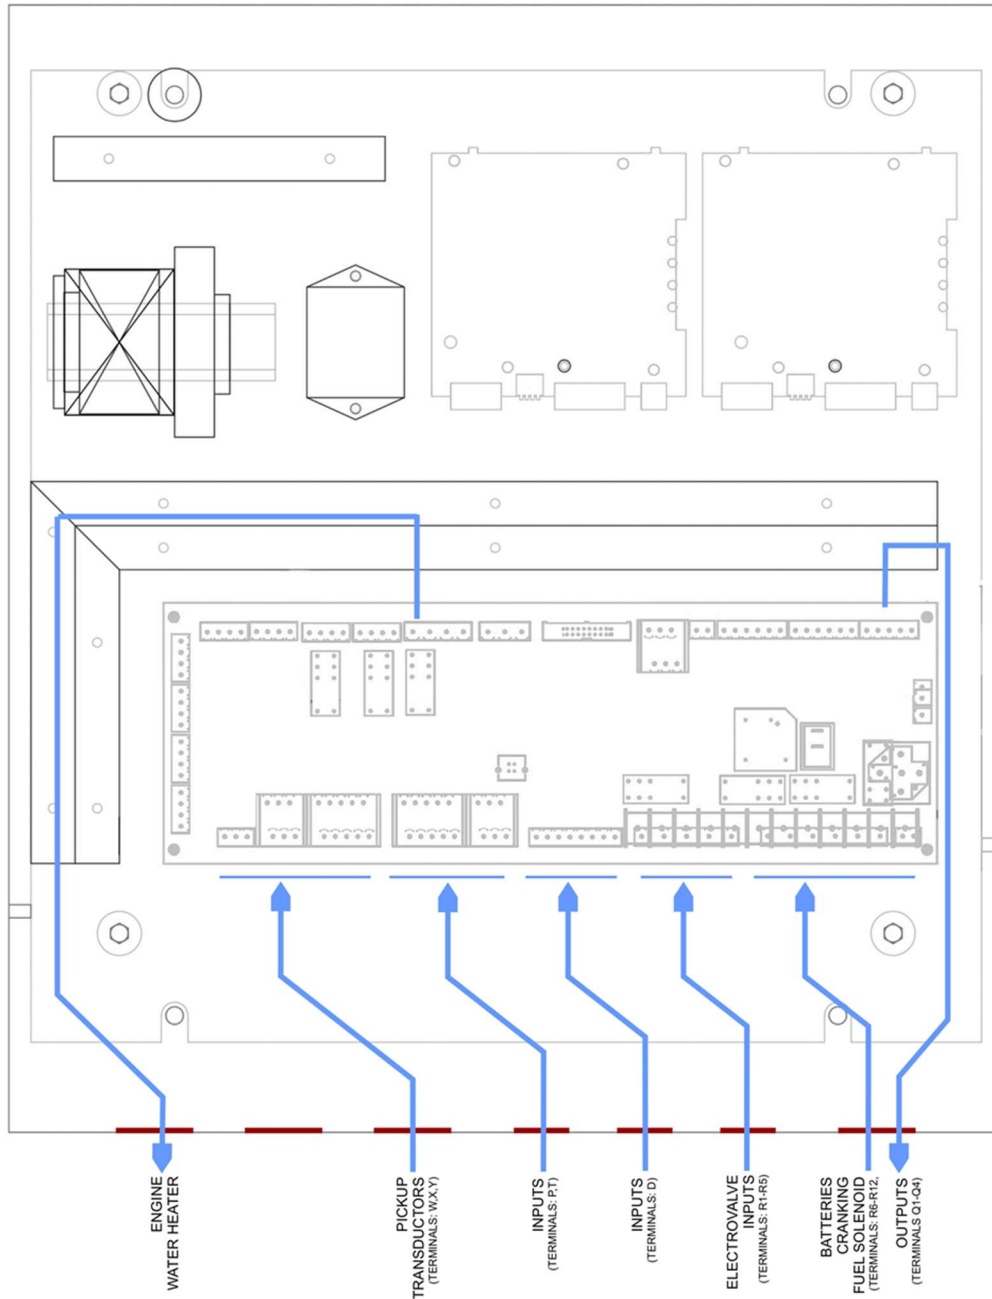 ENGINE
WATER HEATER
PICKUP
TRANSDUCTORS
(TERMINALS: W,X,Y)
INPUTS
(TERMINALS: P,T)
INPUTS
(TERMINALS: D)
ELECTROVALVE
INPUTS
(TERMINALS: R1-R5)
BATTERIES
CRANKING
FUEL SOLENOID
(TERMINALS: R6-R12,
OUTPUTS
(TERMINALS Q1-Q4)